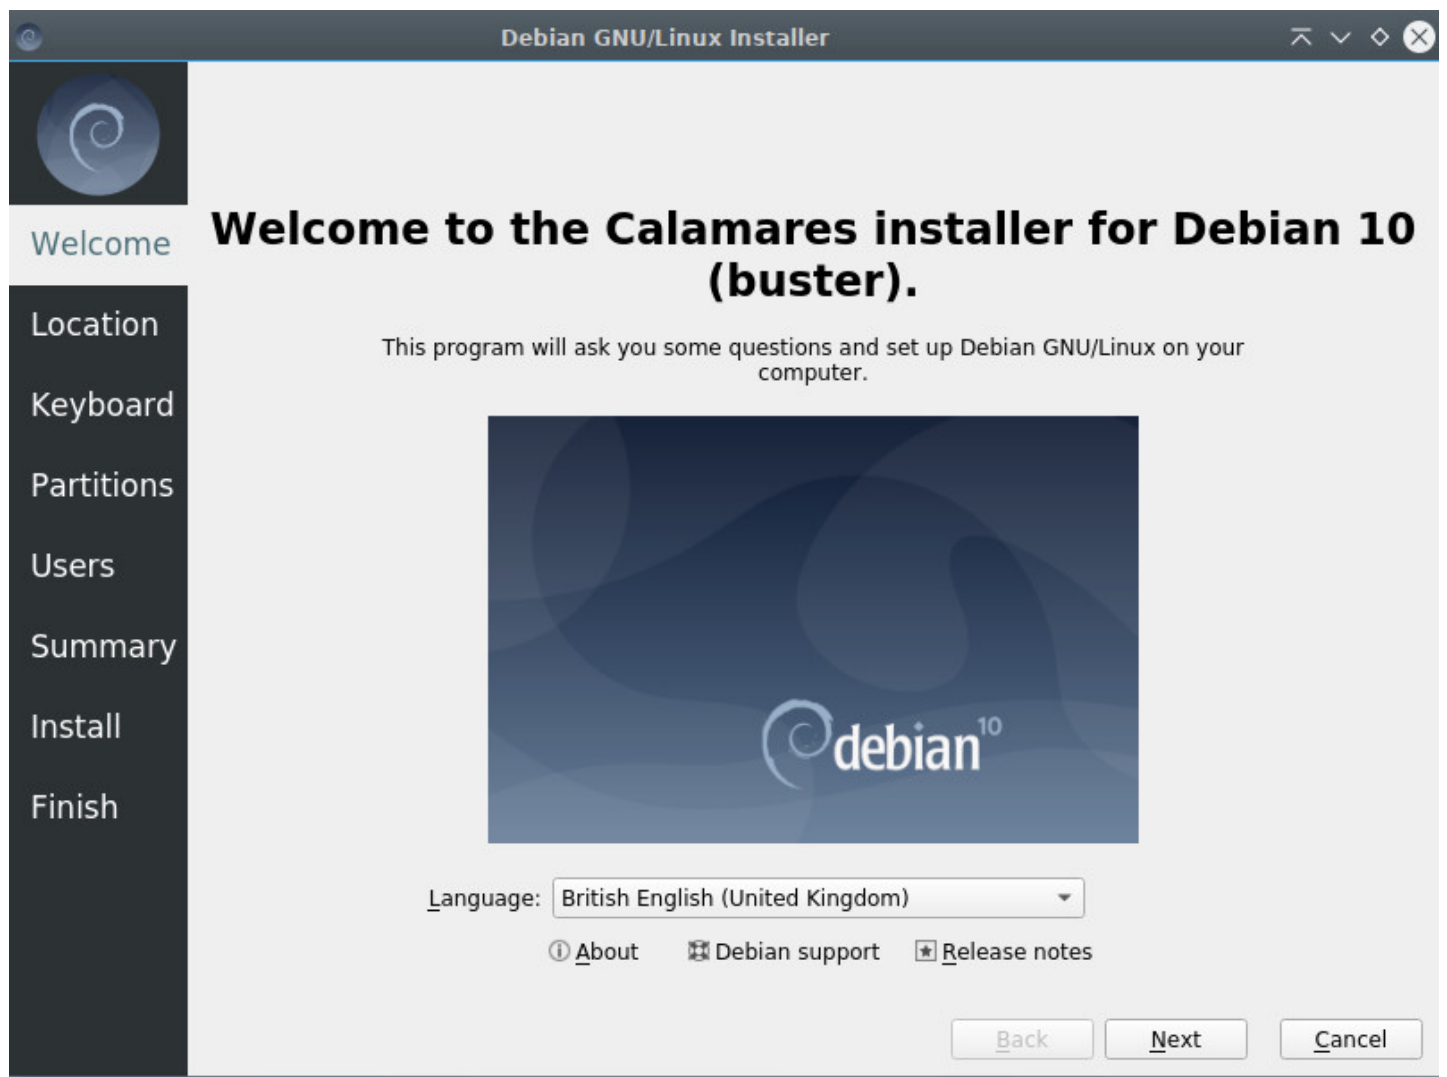 Debian GNU/Linux Installer
Welcome
Location
Keyboard
Partitions
Users
Summary
Install
Finish
Welcome to the Calamares installer for Debian 10
(buster).
This program will ask you some questions and set up Debian GNU/Linux on your
computer.
debian 10
Language: British English (United Kingdom)
About Debian support Release notes
Back Next Cancel